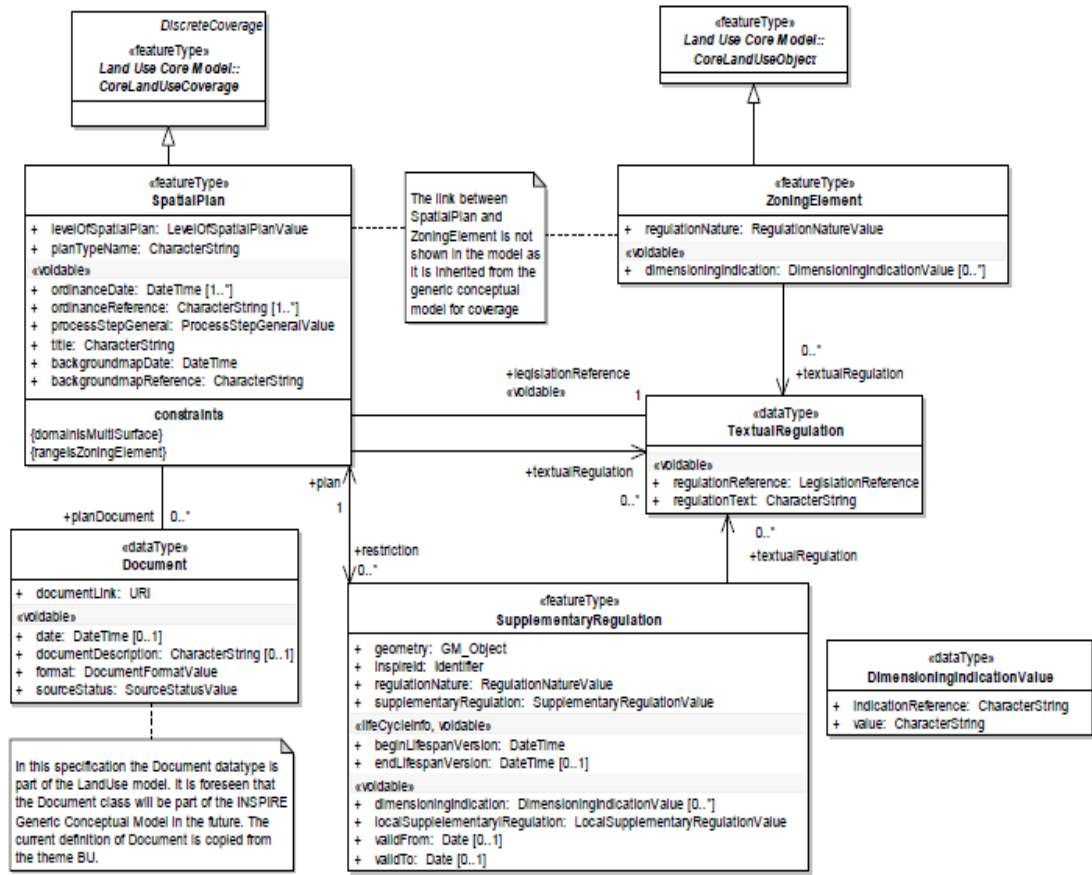 DiscreteCoverage
«featureType»
Land Use Core Model::
CoreLandUseCoverage
«featureType»
Land Use Core Model::
CoreLandUseObject
«featureType»
SpatialPlan
+ levelOfSpatialPlan: LevelOfSpatialPlanValue
+ planTypeName: CharacterString
«voidable»
+ ordinanceDate: DateTime [1..*]
+ ordinanceReference: CharacterString [1..*]
+ processStepGeneral: ProcessStepGeneralValue
+ title: CharacterString
+ backgroundmapDate: DateTime
+ backgroundmapReference: CharacterString
constraints
{domainIsMultiSurface}
{rangeIsZoningElement}
The link between
SpatialPlan and
ZoningElement is not
shown in the model as
it is inherited from the
generic conceptual
model for coverage
«featureType»
ZoningElement
+ regulationNature: RegulationNatureValue
«voidable»
+ dimensioningIndication: DimensioningIndicationValue [0..*]
0..*
+textualRegulation
+legislationReference
«voidable»
1
«dataType»
TextualRegulation
«voidable»
+ regulationReference: LegislationReference
+ regulationText: CharacterString
+textualRegulation
0..*
+plan
1
+restriction
0..*
0..*
+textualRegulation
+planDocument
0..*
«dataType»
Document
+ documentLink: URI
«voidable»
+ date: DateTime [0..1]
+ documentDescription: CharacterString [0..1]
+ format: DocumentFormatValue
+ sourceStatus: SourceStatusValue
In this specification the Document datatype is
part of the LandUse model. It is foreseen that
the Document class will be part of the INSPIRE
Generic Conceptual Model in the future. The
current definition of Document is copied from
the theme BU.
«featureType»
SupplementaryRegulation
+ geometry: GM_Object
+ inspireId: Identifier
+ regulationNature: RegulationNatureValue
+ supplementaryRegulation: SupplementaryRegulationValue
«lifeCycleInfo, voidable»
+ beginLifespanVersion: DateTime
+ endLifespanVersion: DateTime [0..1]
«voidable»
+ dimensioningIndication: DimensioningIndicationValue [0..*]
+ localSupplelementarylRegulation: LocalSupplementaryRegulationValue
+ validFrom: Date [0..1]
+ validTo: Date [0..1]
«dataType»
DimensioningIndicationValue
+ indicationReference: CharacterString
+ value: CharacterString